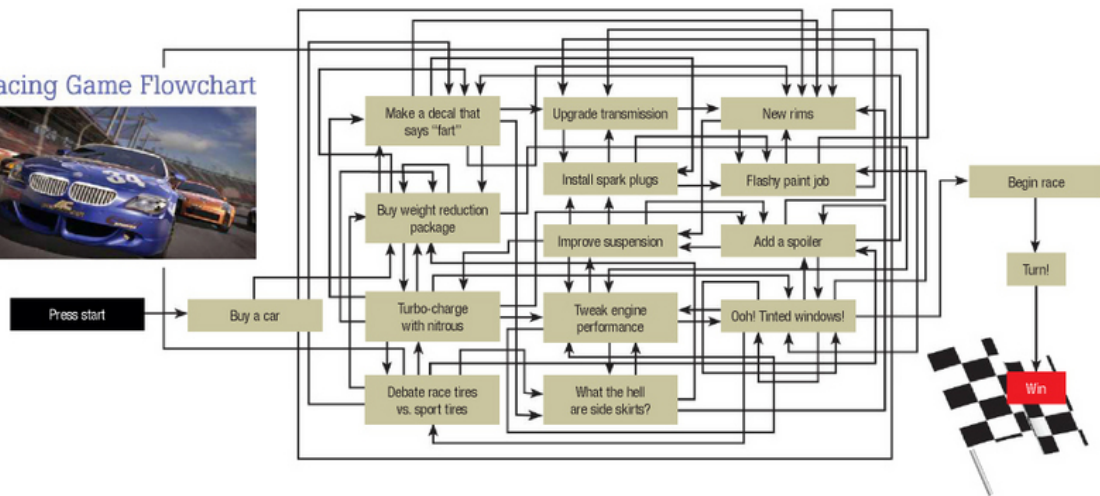 acing Game Flowchart
34
Press start
Buy a car
Make a decal that
says "fart"
Upgrade transmission
New rims
Install spark plugs
Flashy paint job
Buy weight reduction
package
Improve suspension
Add a spoiler
Turbo-charge
with nitrous
Tweak engine
performance
Ooh! Tinted windows!
Debate race tires
vs. sport tires
What the hell
are side skirts?
Begin race
Turn!
Win